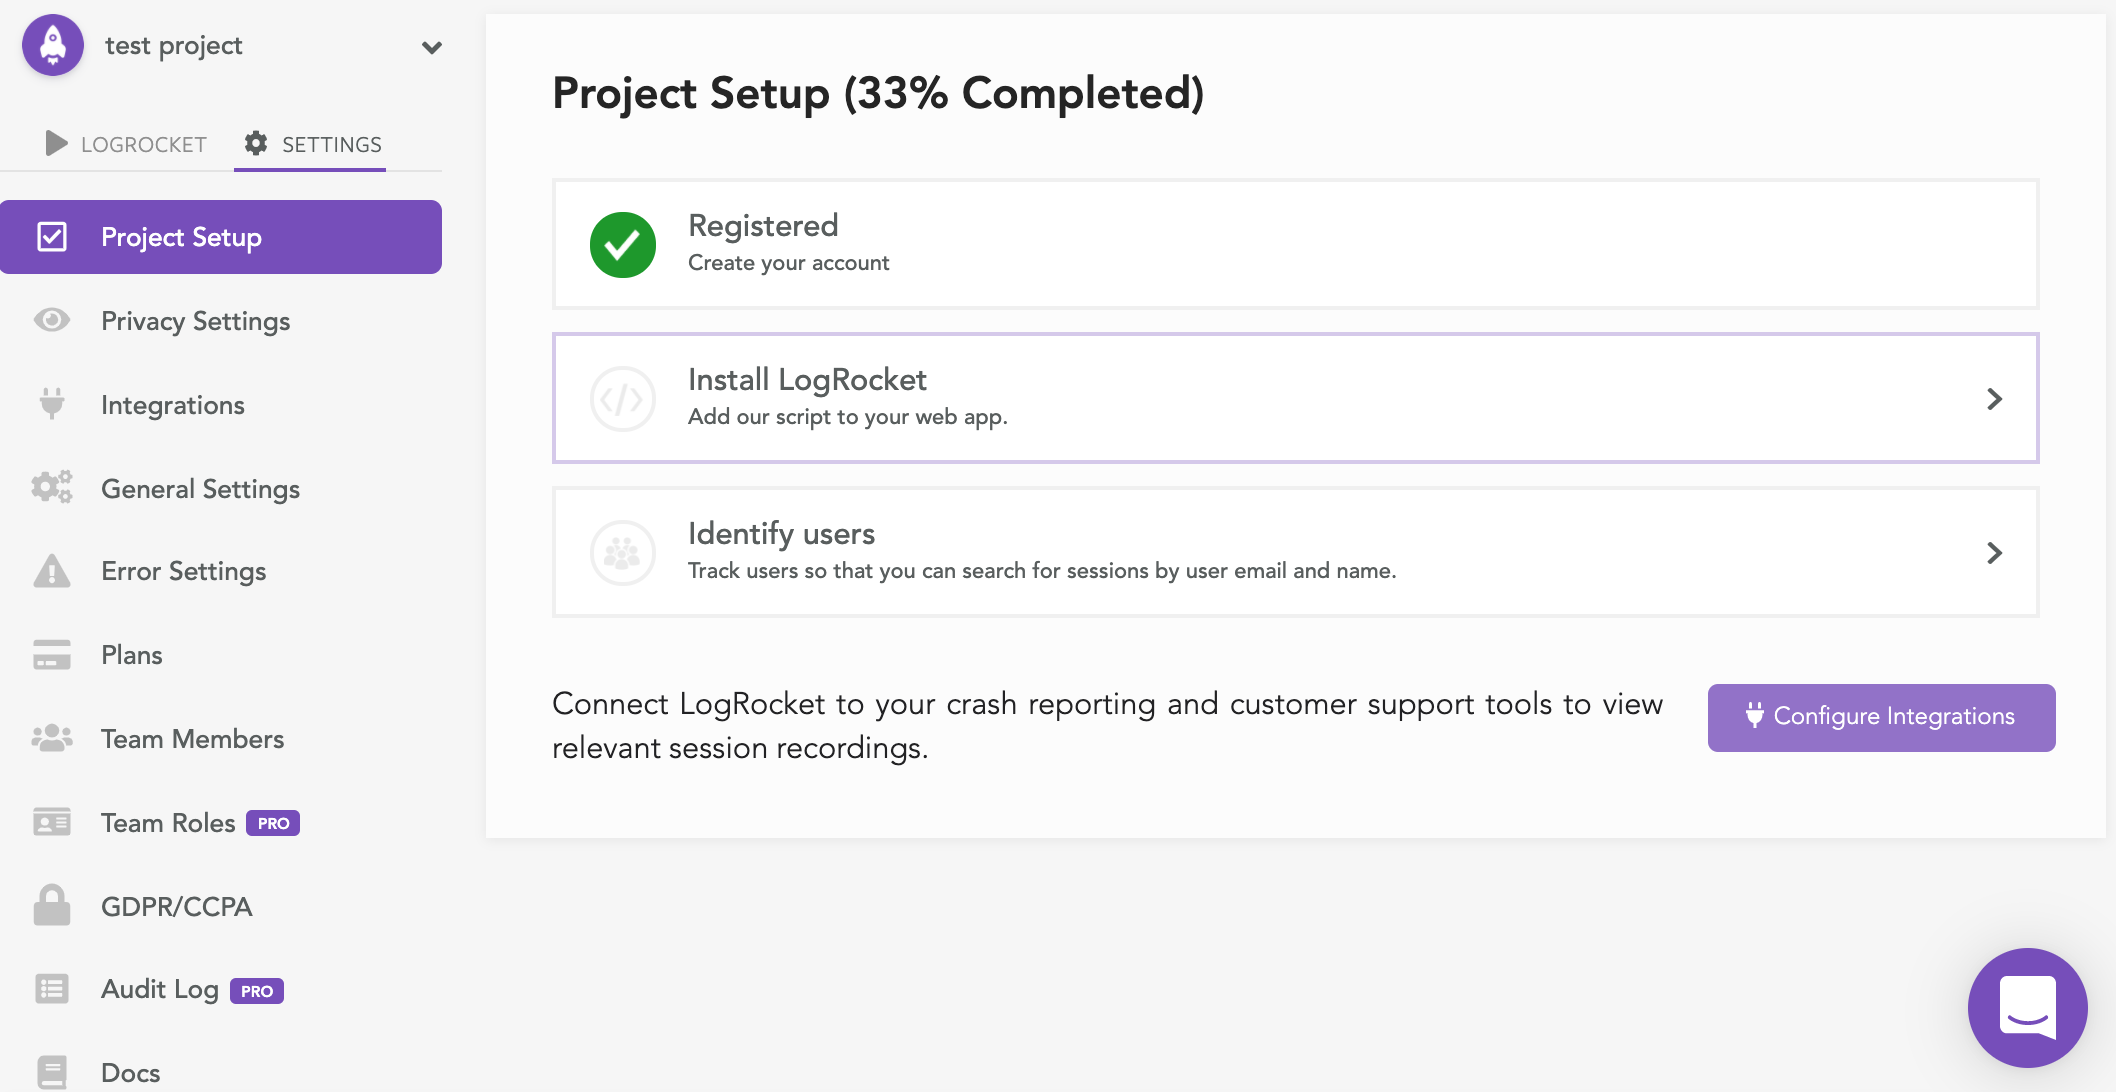 test project
LOGROCKET
SETTINGS
Project Setup
Privacy Settings
Integrations
General Settings
Error Settings
Plans
Team Members
Team Roles PRO
GDPR/CCPA
Audit Log PRO
Docs
Project Setup (33% Completed)
Registered
Create your account
Install LogRocket
Add our script to your web app.
Identify users
Track users so that you can search for sessions by user email and name.
Connect LogRocket to your crash reporting and customer support tools to view
relevant session recordings.
Configure Integrations